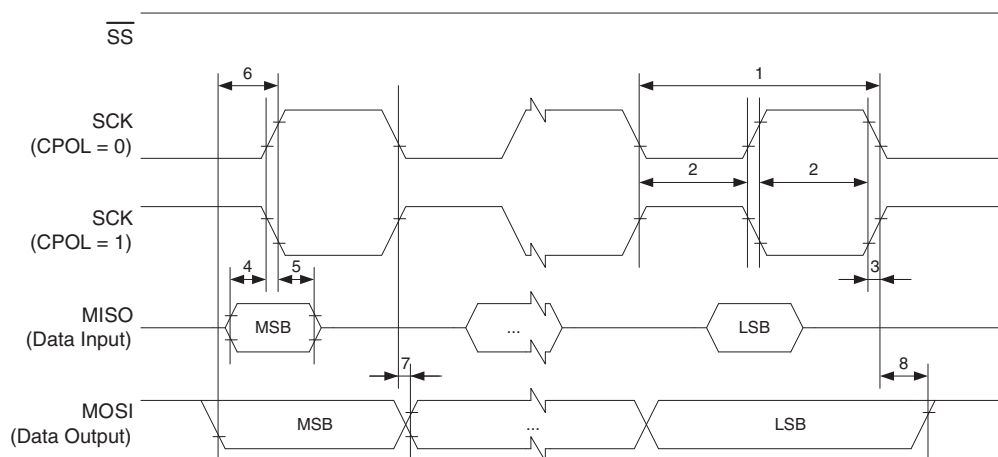 SS
6
1
SCK
(CPOL = 0)
2
2
SCK
(CPOL = 1)
4
5
3
MISO
(Data Input)
MSB
...
LSB
7
8
MOSI
(Data Output)
MSB
...
LSB